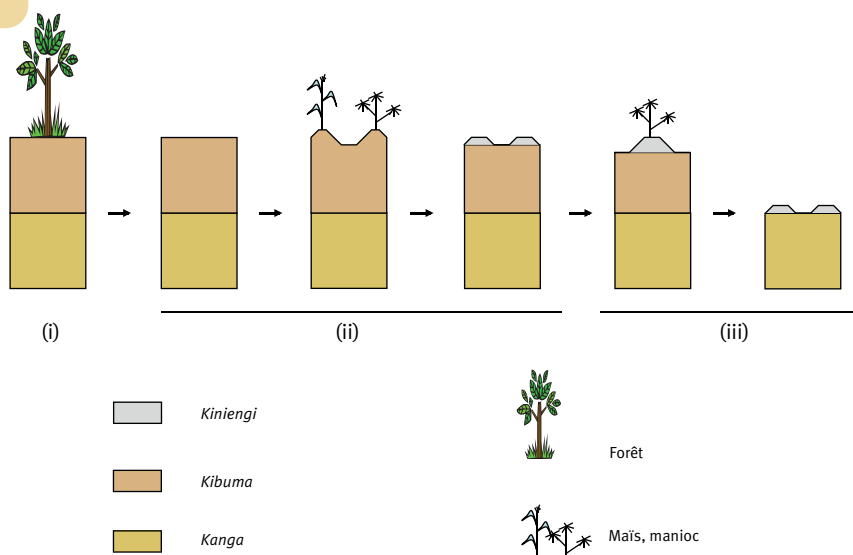 (i)
(ii)
(iii)
Kiniengi
Forêt
Kibuma
Kanga
Maïs, manioc